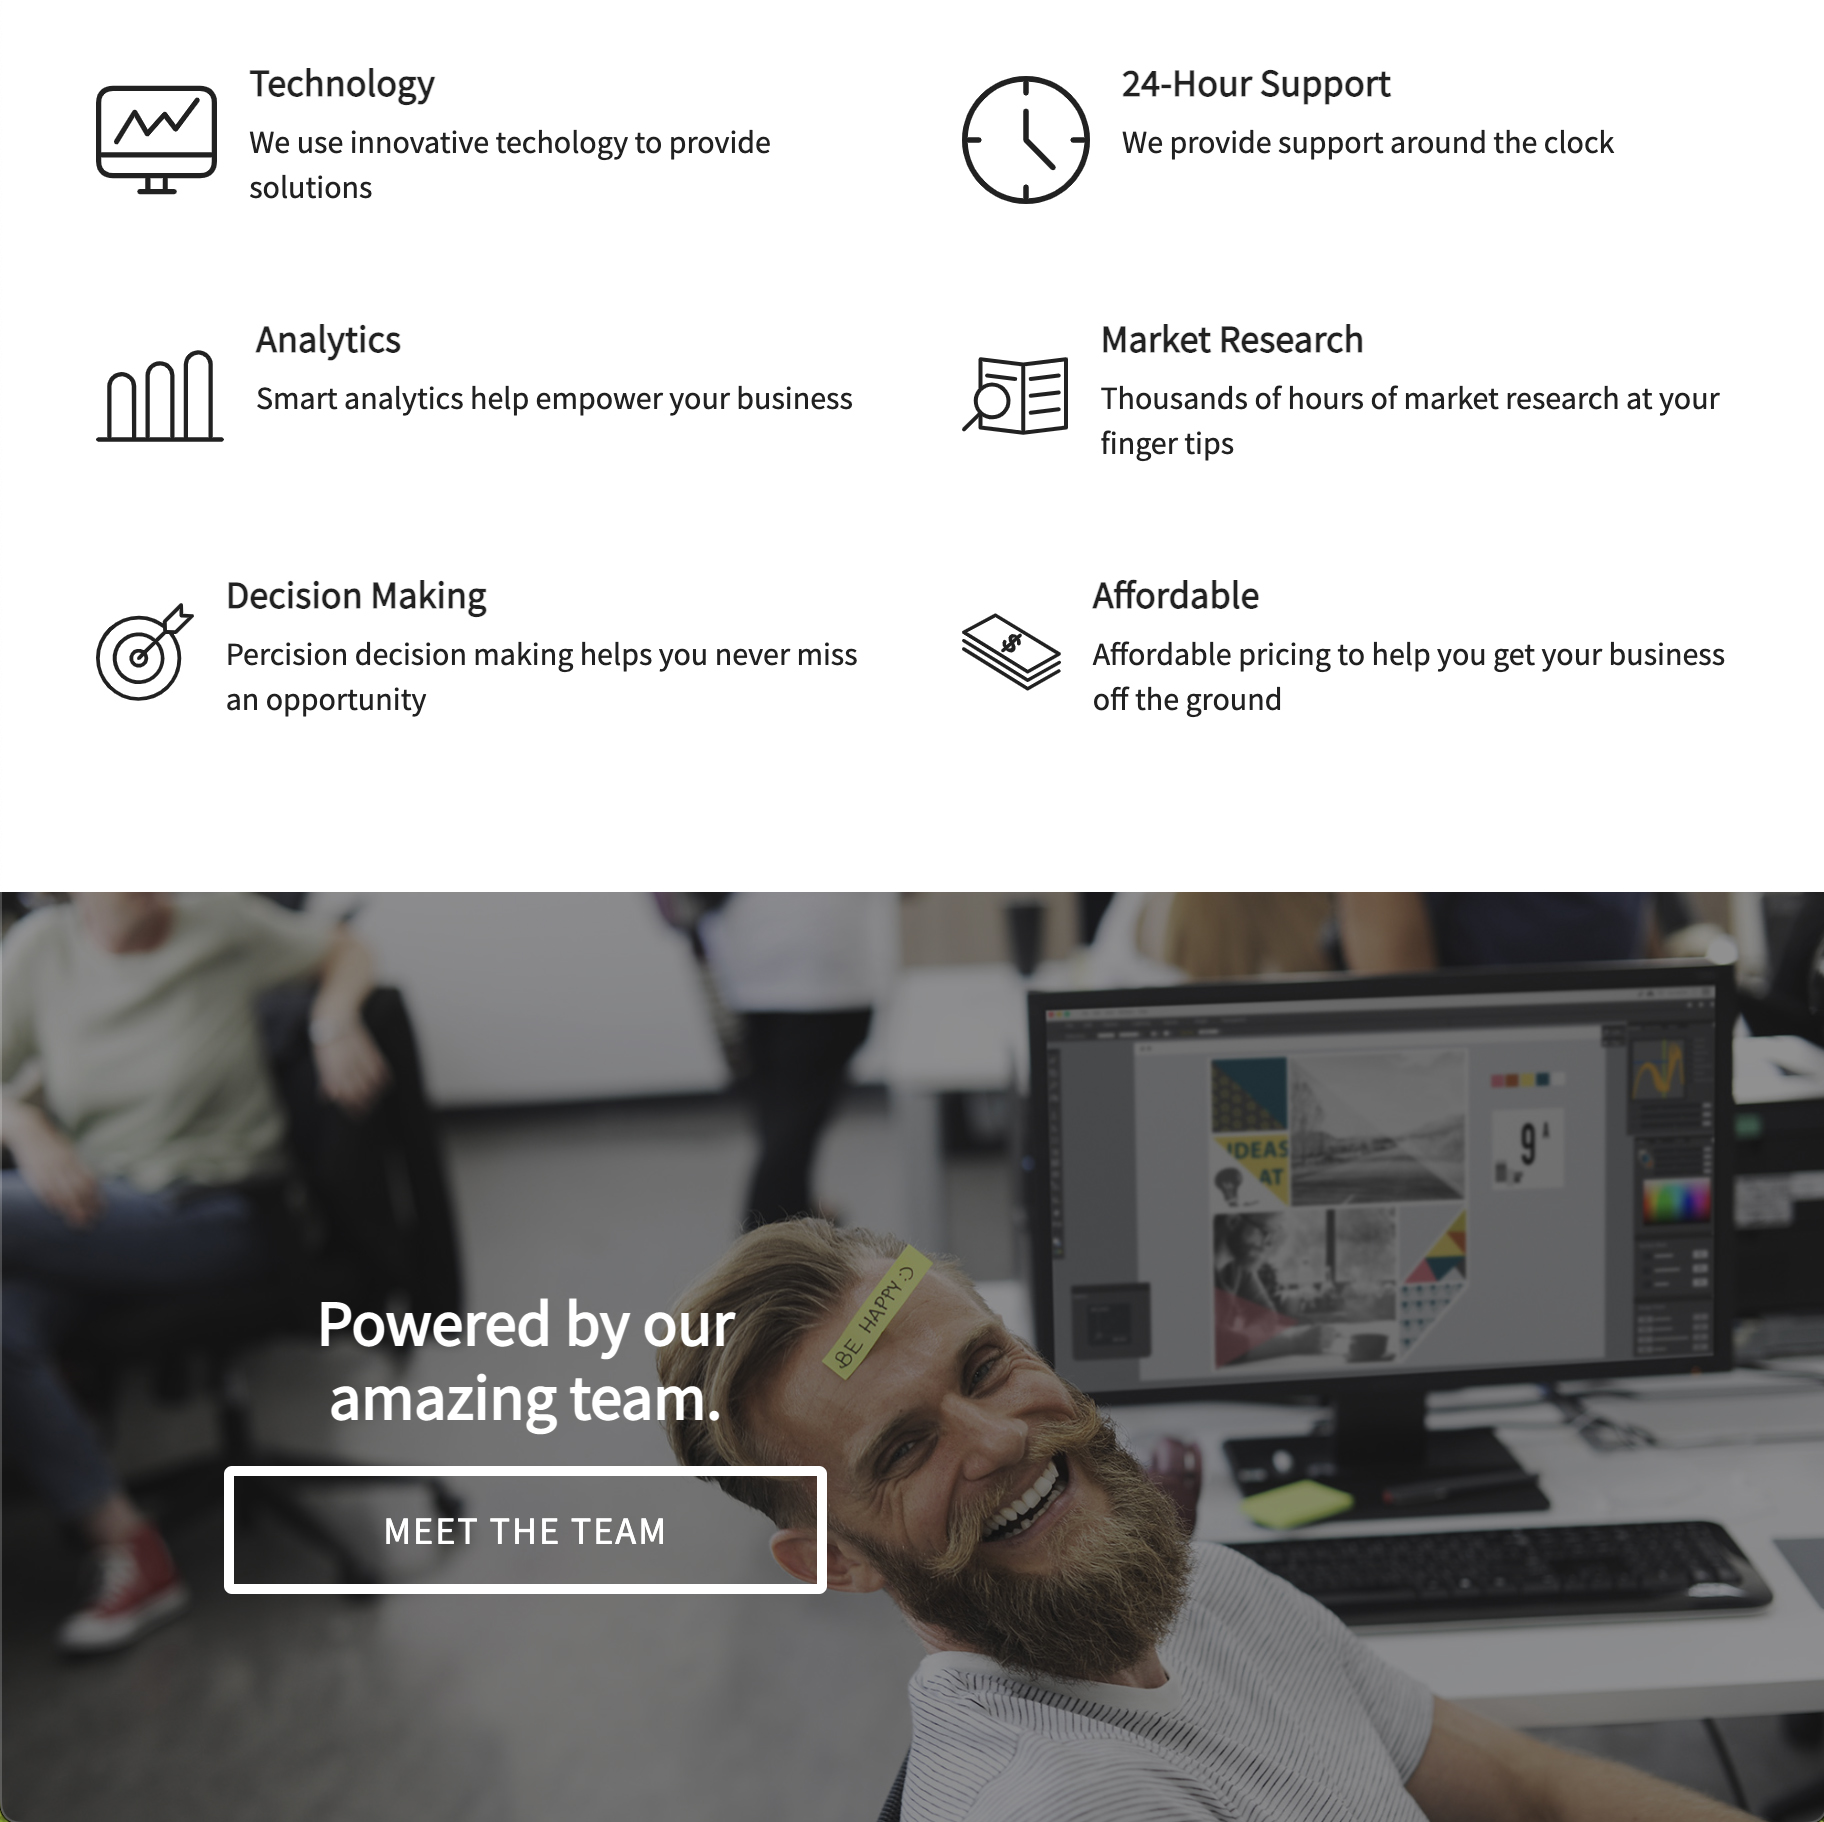 Technology
We use innovative techology to provide
solutions
24-Hour Support
We provide support around the clock
Analytics
Smart analytics help empower your business
Market Research
Thousands of hours of market research at your
finger tips
Decision Making
Percision decision making helps you never miss
an opportunity
Affordable
$
Affordable pricing to help you get your business
off the ground
IDEAS
AT
9 A
BE HAPPY :)
Powered by our
amazing team.
MEET THE TEAM